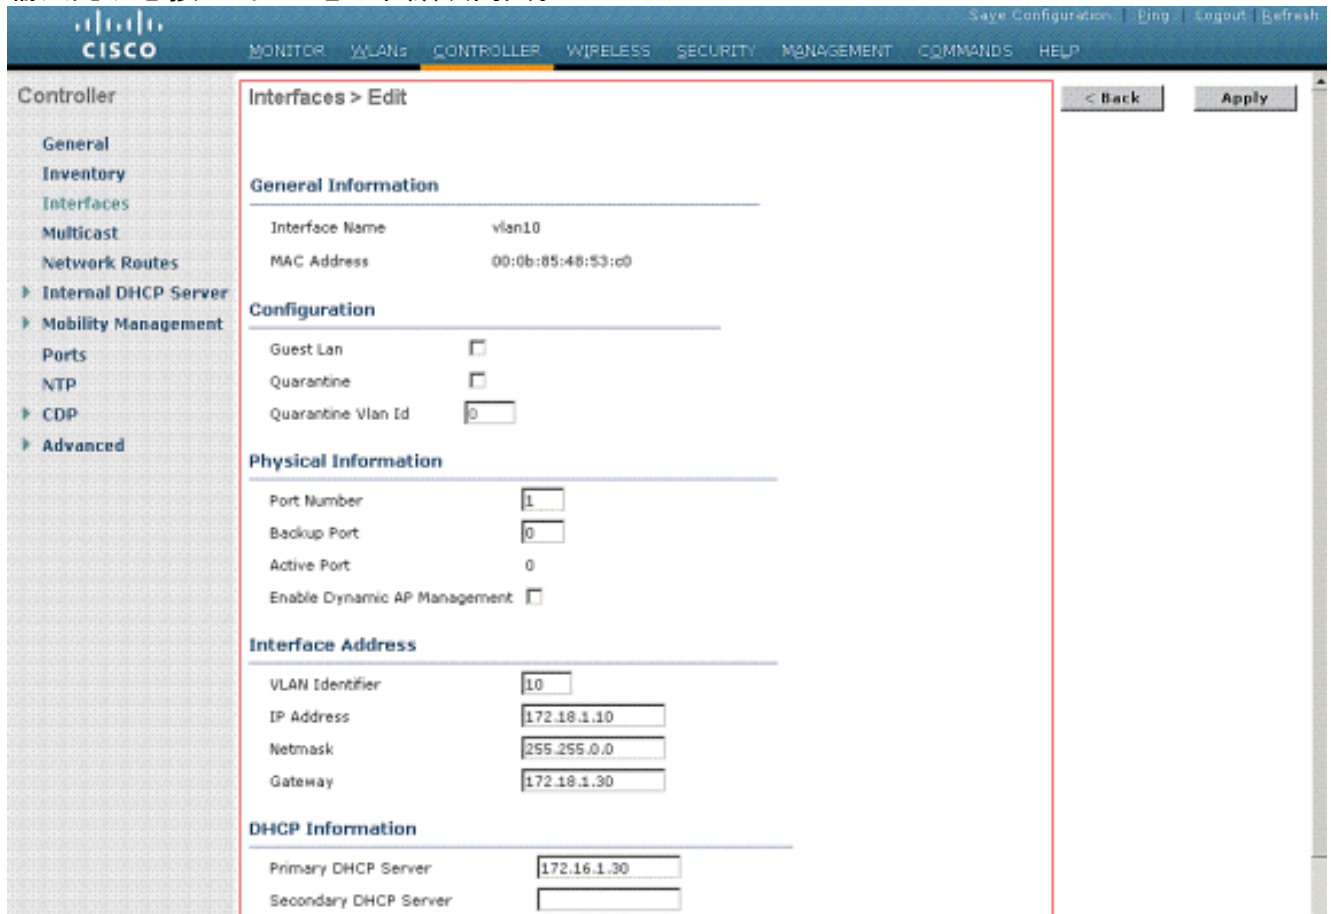 Save Configuration | Ping | Logout | Refresh
CISCO
MONITOR WLANs CONTROLLER WIRELESS SECURITY MANAGEMENT COMMANDS HELP
Controller
General
Inventory
Interfaces
Multicast
Network Routes
Internal DHCP Server
Mobility Management
Ports
NTP
CDP
Advanced
Interfaces > Edit
< Back
Apply
General Information
Interface Name vlan10
MAC Address 00:0b:85:48:53:c0
Configuration
Guest Lan
Quarantine
Quarantine Vlan Id 0
Physical Information
Port Number 1
Backup Port 0
Active Port 0
Enable Dynamic AP Management
Interface Address
VLAN Identifier 10
IP Address 172.18.1.10
Netmask 255.255.0.0
Gateway 172.18.1.30
DHCP Information
Primary DHCP Server 172.16.1.30
Secondary DHCP Server